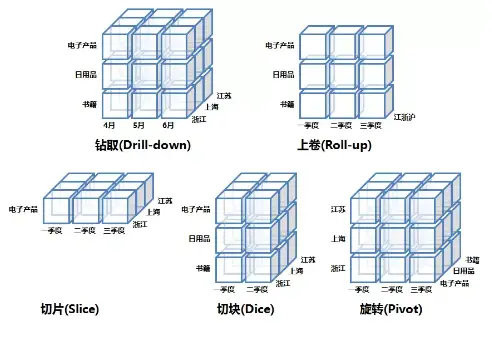 电子产品
日用品
书籍
4月 5月 6月
江苏
上海
浙江
钻取(Drill-down)
电子产品
日用品
书籍
一季度 二季度 三季度
江浙沪
上卷(Roll-up)
电子产品
一季度 二季度 三季度
江苏
上海
浙江
切片(Slice)
电子产品
日用品
书籍
一季度 二季度
江苏
上海
浙江
切块(Dice)
江苏
上海
浙江
一季度 二季度 三季度
书籍
日用品
电子产品
旋转(Pivot)